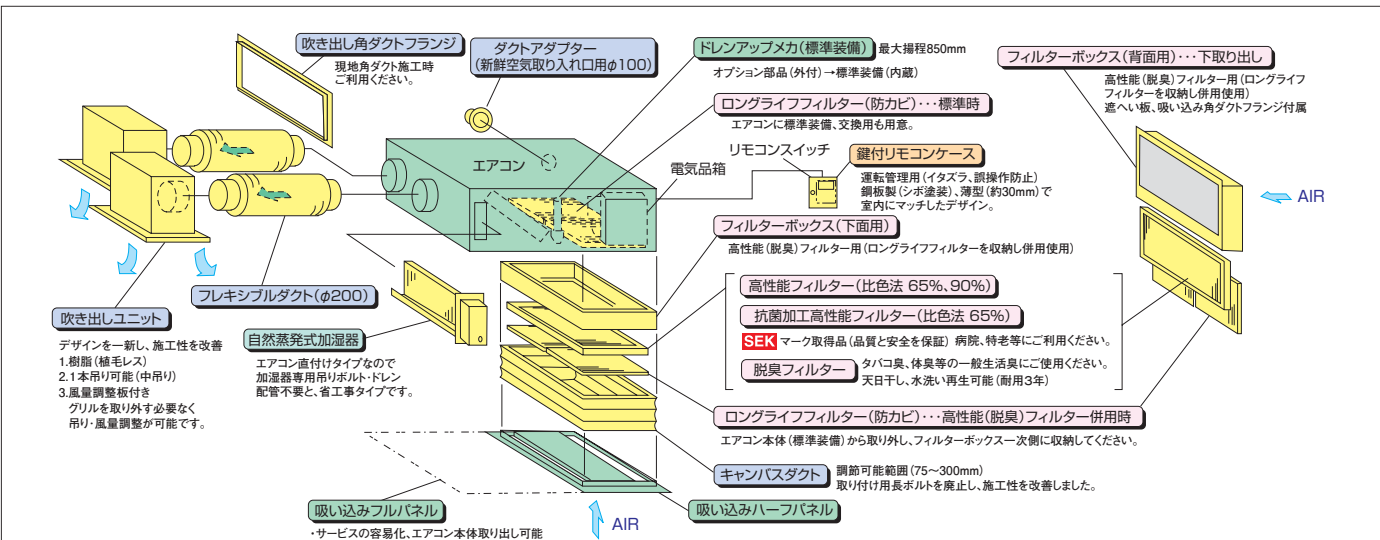 吹き出し角ダクトフランジ
現地角ダクト施工時
ご利用ください。
ダクトアダプター
(新鮮空気取り入れ口用φ100)
ドレンアップメカ(標準装備) 最大揚程850mm
オプション部品(外付)→標準装備(内蔵)
ロングライフフィルター(防カビ)・・・標準時
エアコンに標準装備、交換用も用意。
フィルターボックス(背面用)・・・下取り出し
高性能(脱臭)フィルター用(ロングライフ
フィルターを収納し併用使用)
遮へい板、吸い込み角ダクトフランジ付属
エアコン
電気品箱
リモコンスイッチ
鍵付リモコンケース
運転管理用(イタズラ、誤操作防止)
鋼板製(シボ塗装)、薄型(約30mm)で
室内にマッチしたデザイン。
AIR
フィルターボックス(下面用)
高性能(脱臭)フィルター用(ロングライフフィルターを収納し併用使用)
高性能フィルター(比色法 65%、90%)
抗菌加工高性能フィルター(比色法 65%)
SEK マーク取得品(品質と安全を保証) 病院、特老等にご利用ください。
脱臭フィルター タバコ臭、体臭等の一般生活臭にご使用ください。
天日干し、水洗い再生可能(耐用3年)
ロングライフフィルター(防カビ)・・・高性能(脱臭)フィルター併用時
エアコン本体(標準装備)から取り外し、フィルターボックス一次側に収納してください。
フレキシブルダクト(φ200)
吹き出しユニット
デザインを一新し、施工性を改善
1.樹脂(植毛レス)
2.1本吊り可能(中吊り)
3.風量調整板付き
グリルを取り外す必要なく
吊り・風量調整が可能です。
自然蒸発式加湿器
エアコン直付けタイプなので
加湿器専用吊りボルト・ドレン
配管不要と、省工事タイプです。
キャンバスダクト 調節可能範囲(75〜300mm)
取り付け用長ボルトを廃止し、施工性を改善しました。
吸い込みフルパネル
・サービスの容易化、エアコン本体取り出し可能
吸い込みハーフパネル
AIR